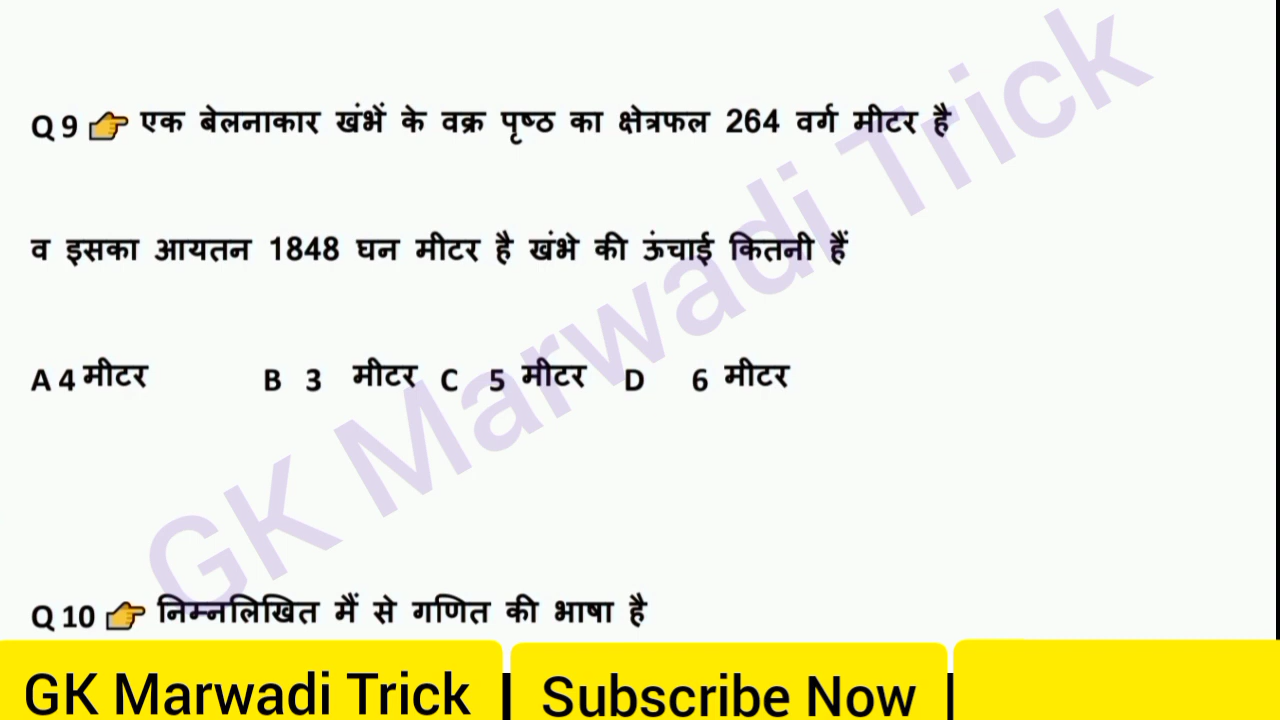 Q 9 👉 एक बेलनाकार खंभें के वक्र पृष्ठ का क्षेत्रफल 264 वर्ग मीटर है
व इसका आयतन 1848 घन मीटर है खंभे की ऊंचाई कितनी हैं
A 4 मीटर B 3 मीटर C 5 मीटर D 6 मीटर
GK Marwadi Trick
Q 10 👉 निम्नलिखित मैं से गणित की भाषा है
GK Marwadi Trick | Subscribe Now |